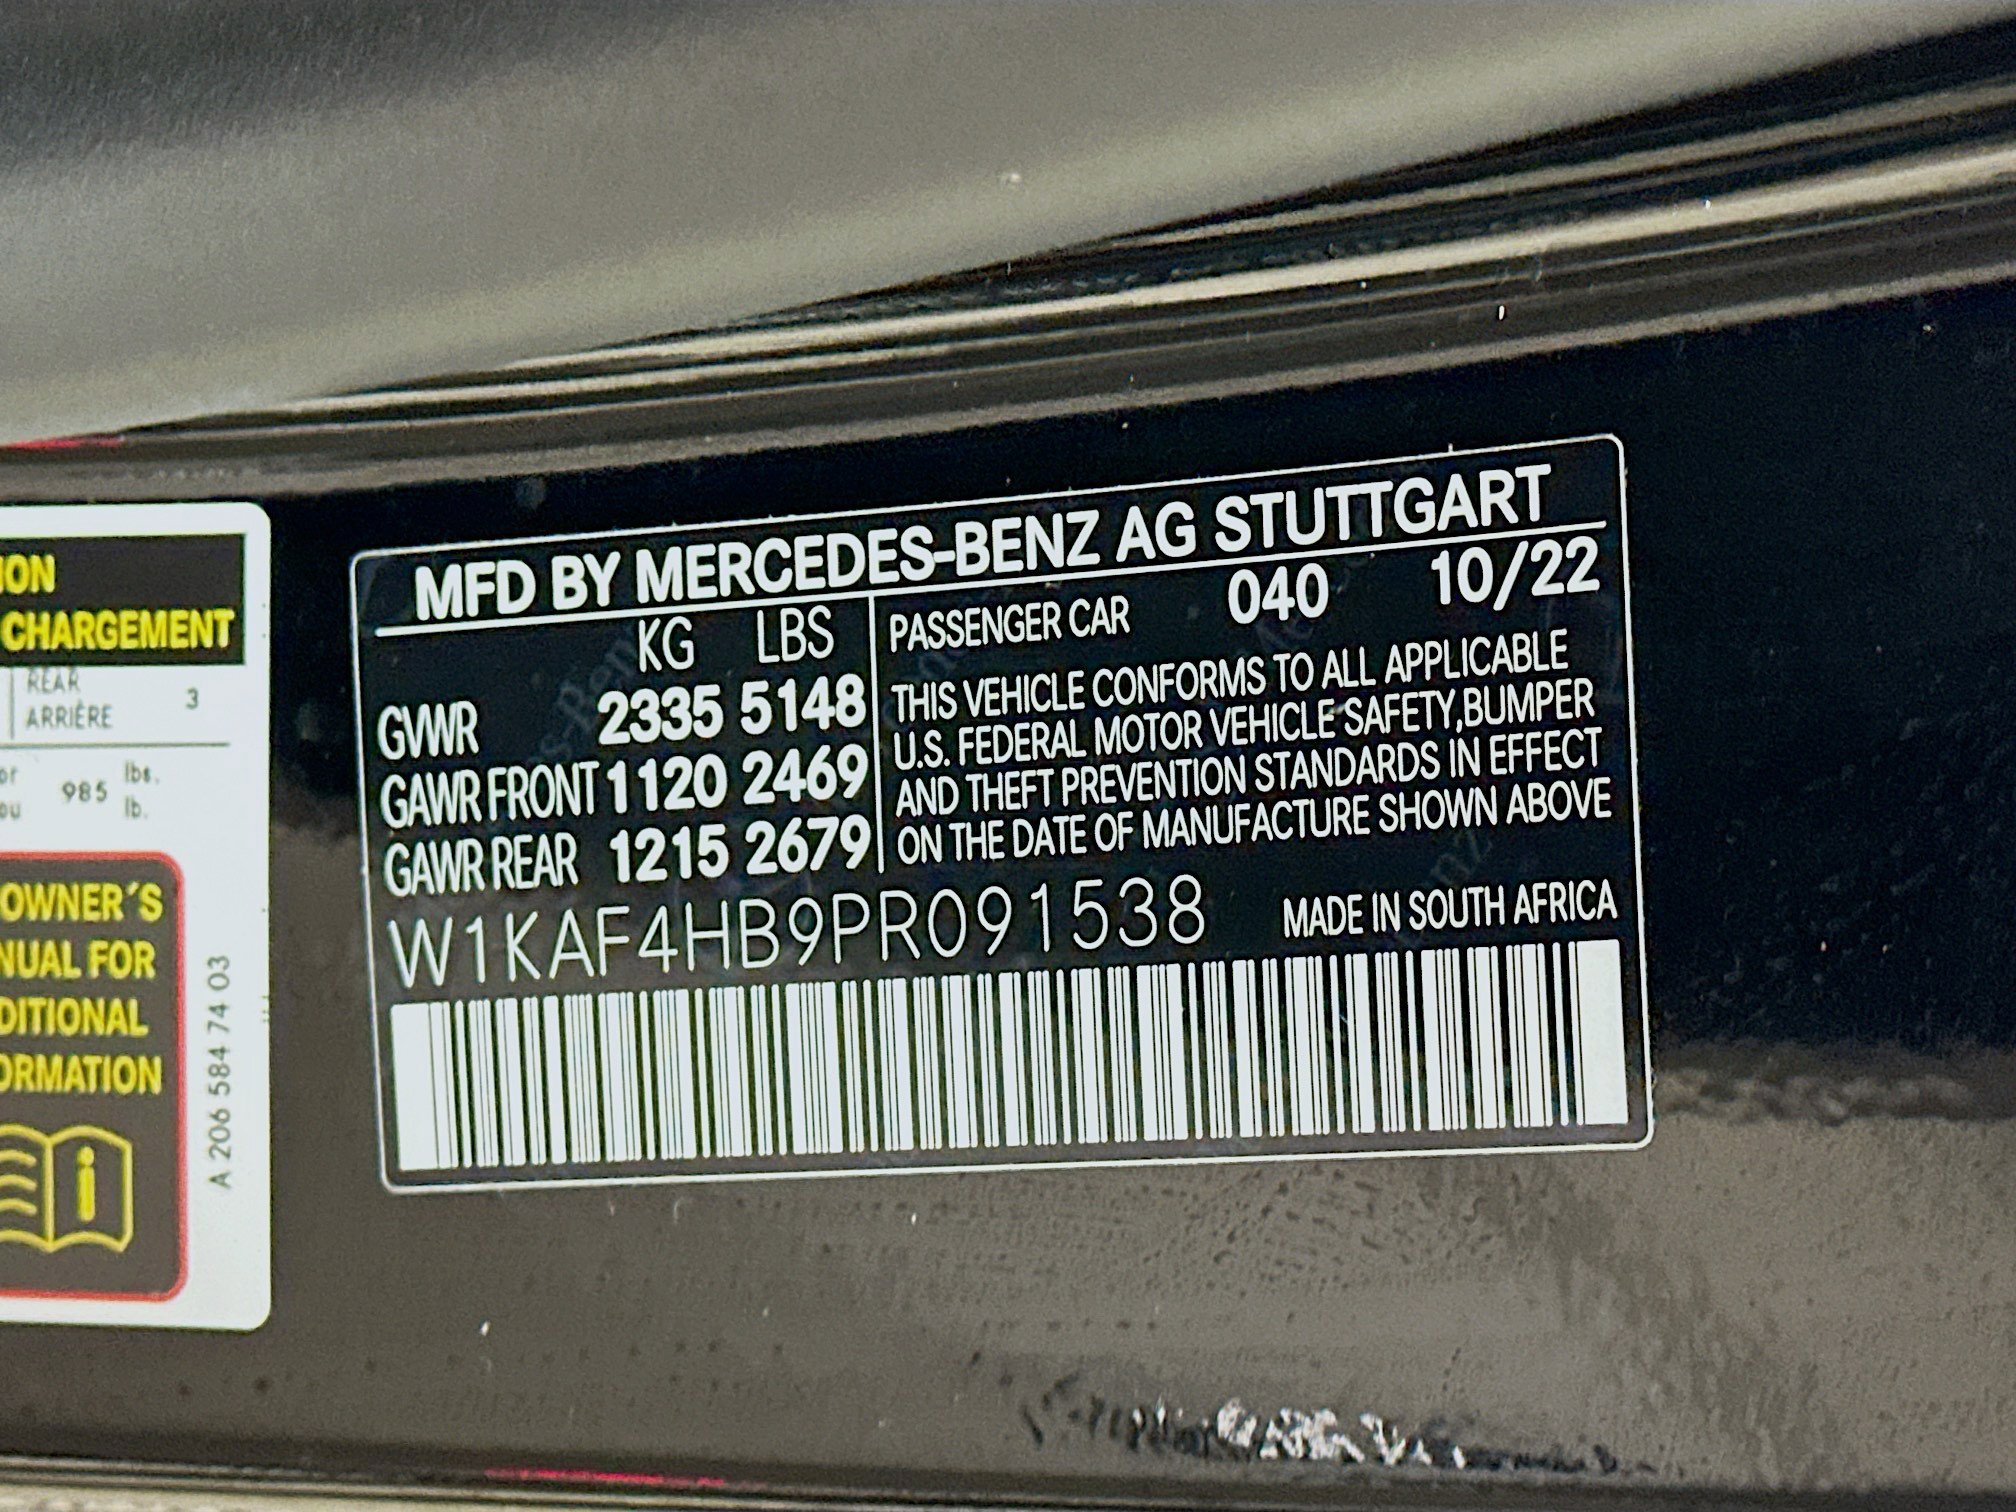 ION
CHARGEMENT
REAR
ARRIÈRE 3
or
ou 985 lbs.
lb.
OWNER´S
NUAL FOR
DITIONAL
ORMATION
i
A 206 584 74 03
MFD BY MERCEDES-BENZ AG STUTTGART
KG LBS
GVWR 2335 5148
GAWR FRONT 1120 2469
GAWR REAR 1215 2679
PASSENGER CAR 040 10/22
THIS VEHICLE CONFORMS TO ALL APPLICABLE
U.S. FEDERAL MOTOR VEHICLE SAFETY,BUMPER
AND THEFT PREVENTION STANDARDS IN EFFECT
ON THE DATE OF MANUFACTURE SHOWN ABOVE
W1KAF4HB9PR091538 MADE IN SOUTH AFRICA